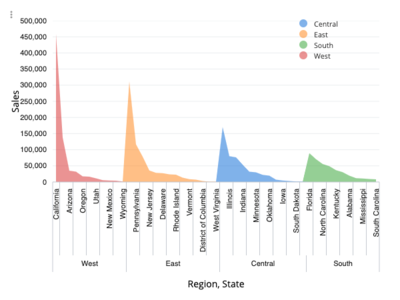 500,000
450,000
400,000
350,000
300,000
250,000
200,000
150,000
100,000
50,000
0
Sales
Central
East
South
West
California
Arizona
Oregon
Utah
New Mexico
Wyoming
Pennsylvania
New Jersey
Delaware
Rhode Island
Vermont
District of Columbia
West Virginia
Illinois
Indiana
Minnesota
Oklahoma
Iowa
South Dakota
Florida
North Carolina
Kentucky
Alabama
Mississippi
South Carolina
West
East
Central
South
Region, State